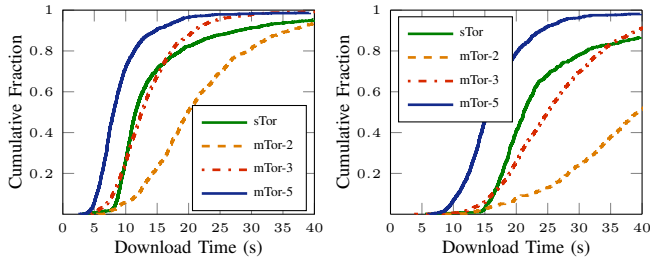 Cumulative Fraction
1
0.8
0.6
0.4
0.2
0 5 10 15 20 25 30 35 40
Download Time (s)
sTor
mTor-2
mTor-3
mTor-5
Cumulative Fraction
1
0.8
0.6
0.4
0.2
0 5 10 15 20 25 30 35 40
Download Time (s)
sTor
mTor-2
mTor-3
mTor-5